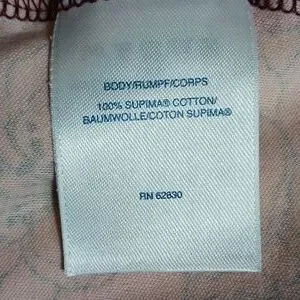 BODY/RUMPF/CORPS
100% SUPIMA® COTTON/
BAUMWOLLE/COTON SUPIMA®
RN 62830